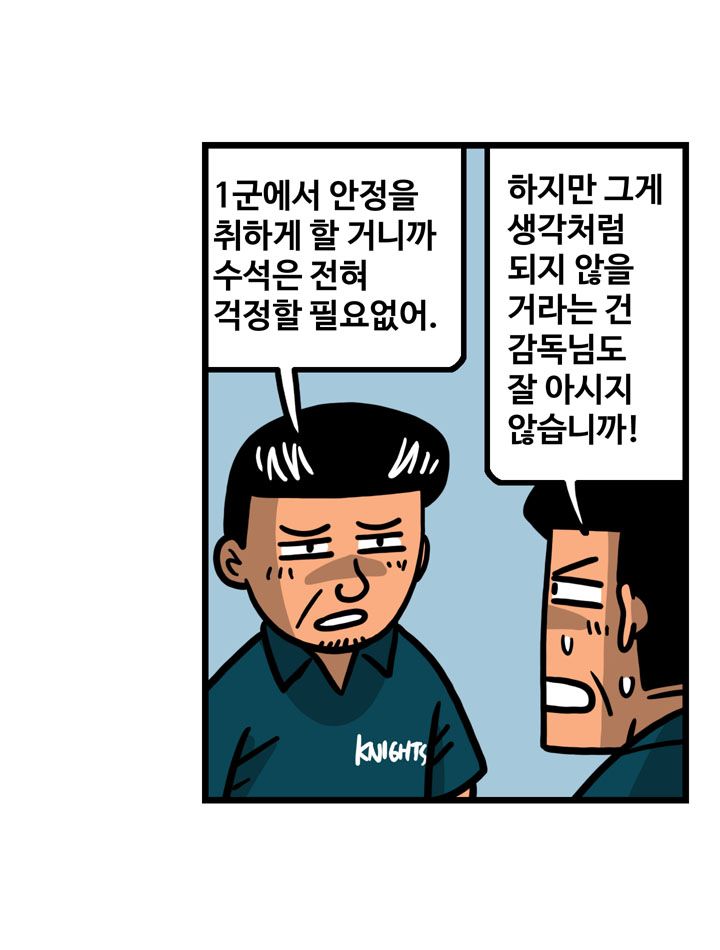 1군에서 안정을
취하게 할 거니까
수석은 전혀
걱정할 필요없어.
하지만 그게
생각처럼
되지 않을
거라는 건
감독님도
잘 아시지
않습니까!
KNIGHTS